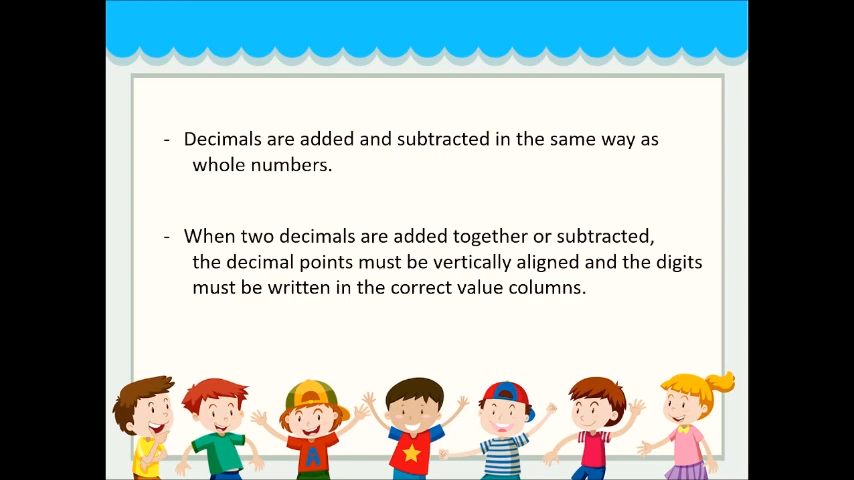 - Decimals are added and subtracted in the same way as
whole numbers.
- When two decimals are added together or subtracted,
the decimal points must be vertically aligned and the digits
must be written in the correct value columns.
A